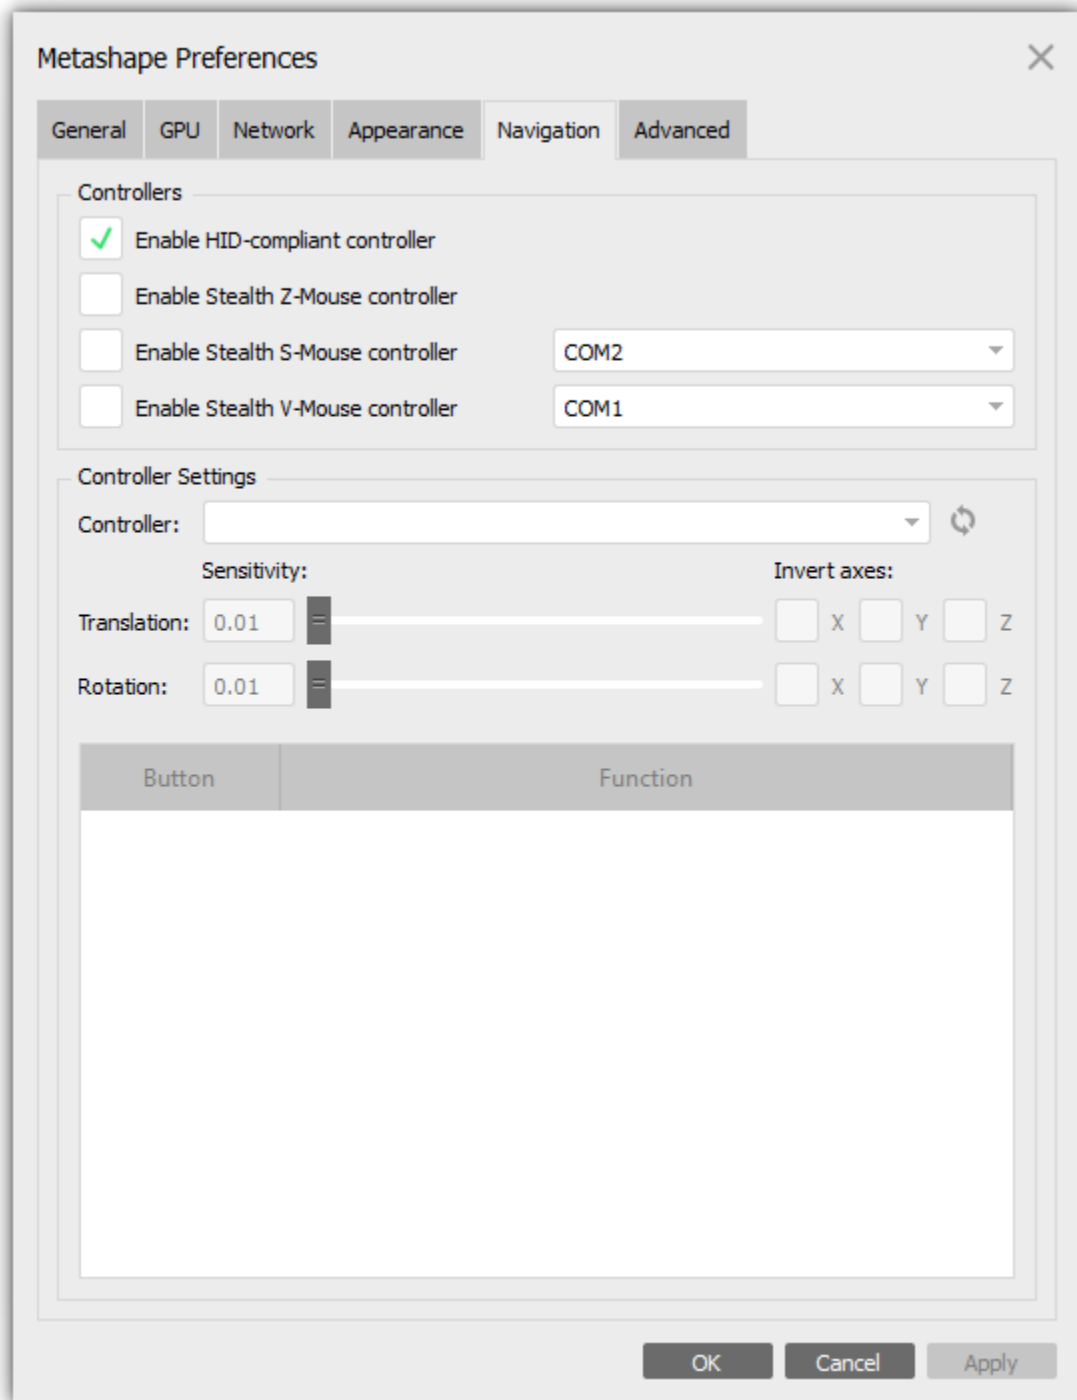 Metashape Preferences
General GPU Network Appearance Navigation Advanced
Controllers
Enable HID-compliant controller
Enable Stealth Z-Mouse controller
Enable Stealth S-Mouse controller COM2
Enable Stealth V-Mouse controller COM1
Controller Settings
Controller:
Sensitivity: Invert axes:
Translation: 0.01 X Y Z
Rotation: 0.01 X Y Z
Button Function
OK Cancel Apply